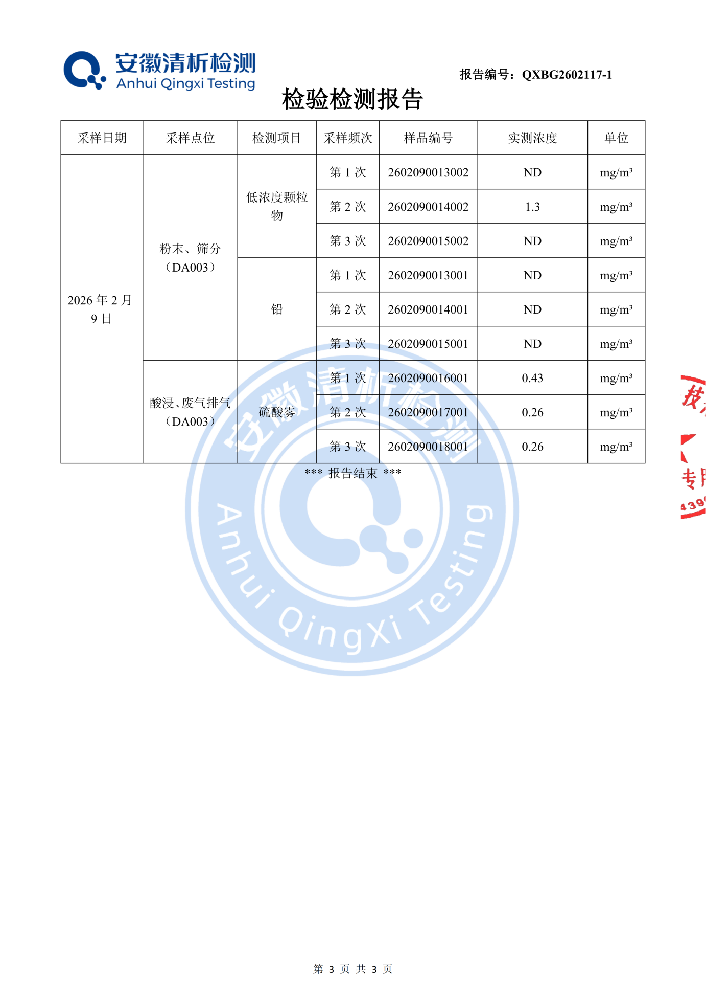 安徽清析检测
Anhui Qingxi Testing
报告编号：QXBG2602117-1
检验检测报告
采样日期 采样点位 检测项目 采样频次 样品编号 实测浓度 单位
2026 年 2 月
9 日
粉末、筛分
（DA003）
低浓度颗粒
物
第 1 次 2602090013002 ND mg/m³
第 2 次 2602090014002 1.3 mg/m³
第 3 次 2602090015002 ND mg/m³
铅
第 1 次 2602090013001 ND mg/m³
第 2 次 2602090014001 ND mg/m³
第 3 次 2602090015001 ND mg/m³
酸浸、废气排气
（DA003）
硫酸雾
第 1 次 2602090016001 0.43 mg/m³
第 2 次 2602090017001 0.26 mg/m³
第 3 次 2602090018001 0.26 mg/m³
*** 报告结束 ***
安徽清析检测
Anhui QingXi Testing
技
专
439
第 3 页 共 3 页